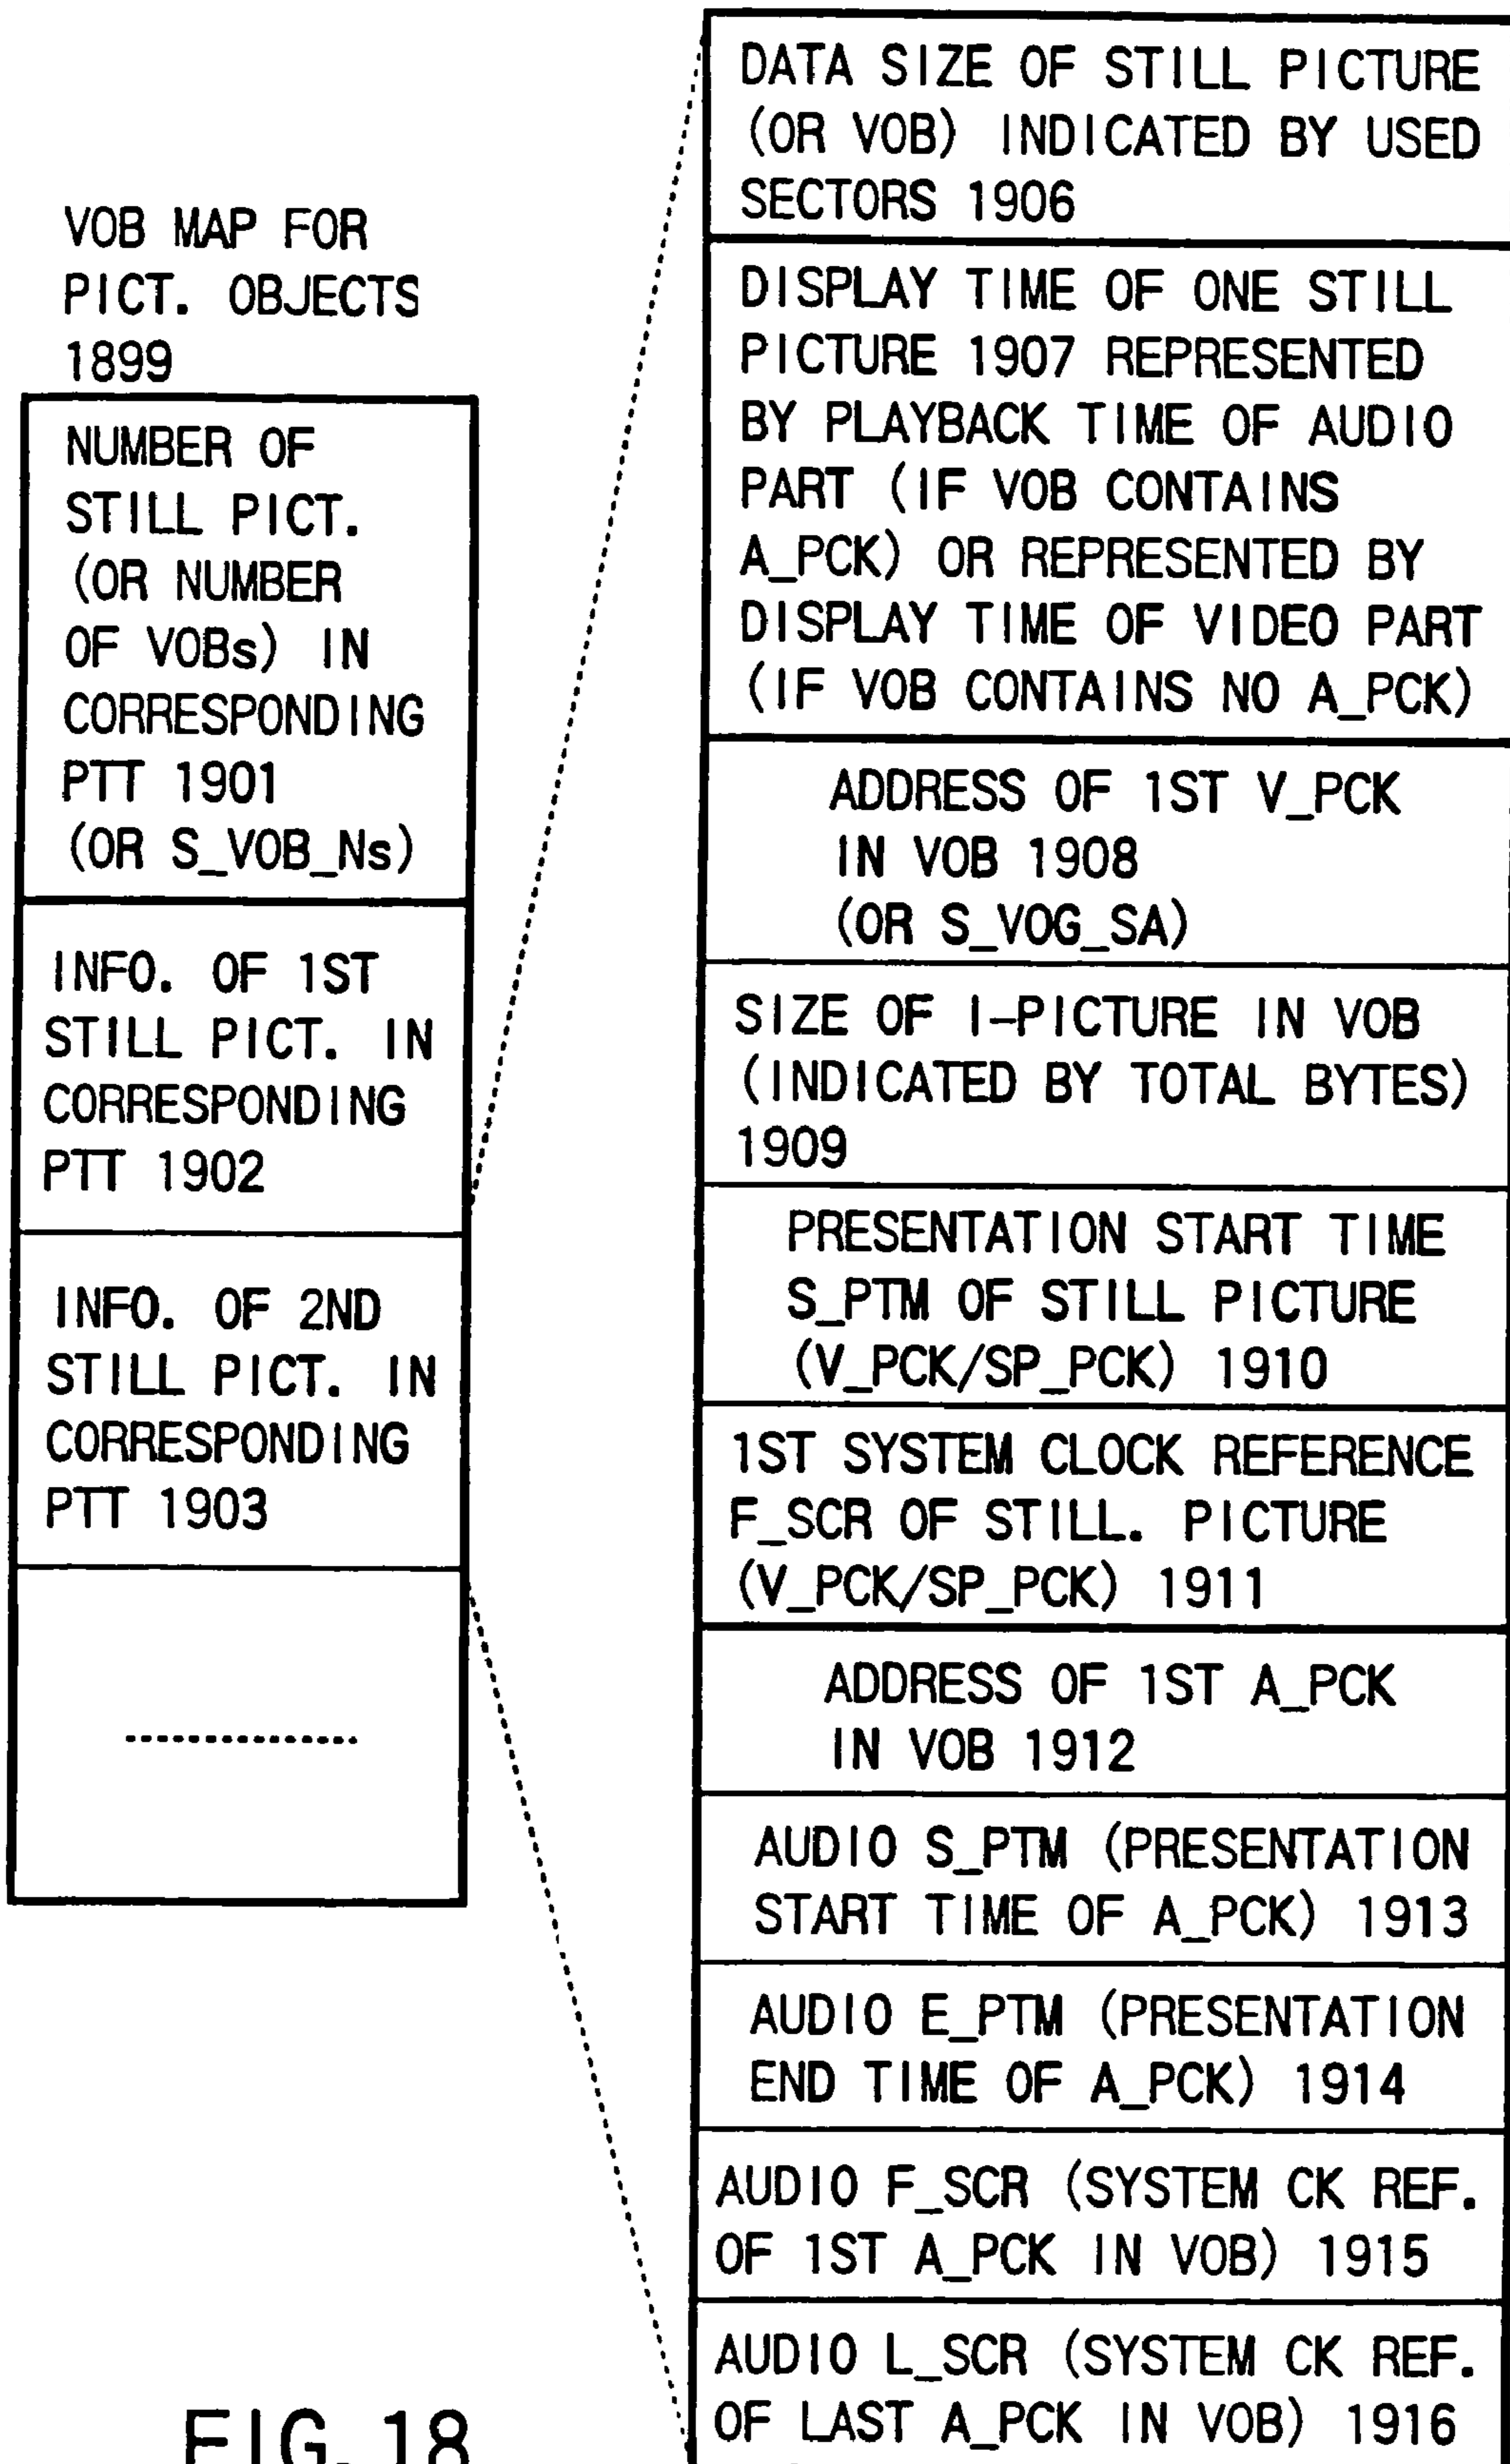 VOB MAP FOR
PICT. OBJECTS
1899
NUMBER OF
STILL PICT.
(OR NUMBER
OF VOBs) IN
CORRESPONDING
PTT 1901
(OR S_VOB_Ns)
INFO. OF 1ST
STILL PICT. IN
CORRESPONDING
PTT 1902
INFO. OF 2ND
STILL PICT. IN
CORRESPONDING
PTT 1903
DATA SIZE OF STILL PICTURE
(OR VOB) INDICATED BY USED
SECTORS 1906
DISPLAY TIME OF ONE STILL
PICTURE 1907 REPRESENTED
BY PLAYBACK TIME OF AUDIO
PART (IF VOB CONTAINS
A_PCK) OR REPRESENTED BY
DISPLAY TIME OF VIDEO PART
(IF VOB CONTAINS NO A_PCK)
ADDRESS OF 1ST V_PCK
IN VOB 1908
(OR S_VOG_SA)
SIZE OF I-PICTURE IN VOB
(INDICATED BY TOTAL BYTES)
1909
PRESENTATION START TIME
S_PTM OF STILL PICTURE
(V_PCK/SP_PCK) 1910
1ST SYSTEM CLOCK REFERENCE
F_SCR OF STILL. PICTURE
(V_PCK/SP_PCK) 1911
ADDRESS OF 1ST A_PCK
IN VOB 1912
AUDIO S_PTM (PRESENTATION
START TIME OF A_PCK) 1913
AUDIO E_PTM (PRESENTATION
END TIME OF A_PCK) 1914
AUDIO F_SCR (SYSTEM CK REF.
OF 1ST A_PCK IN VOB) 1915
AUDIO L_SCR (SYSTEM CK REF.
OF LAST A_PCK IN VOB) 1916
FIG. 18